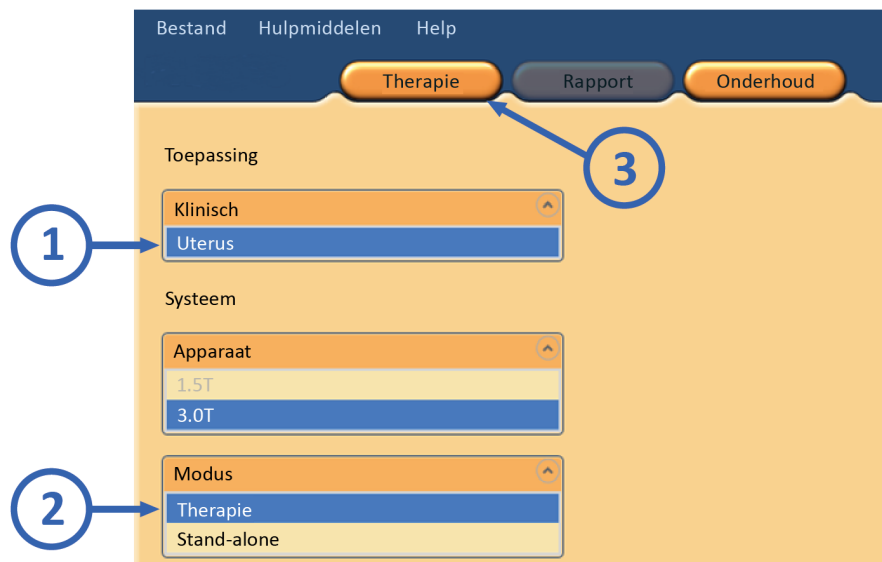 Bestand Hulpmiddelen Help
Therapie Rapport Onderhoud
3
Toepassing
Klinisch
1
Uterus
Systeem
Apparaat
1.5T
3.0T
Modus
2
Therapie
Stand-alone